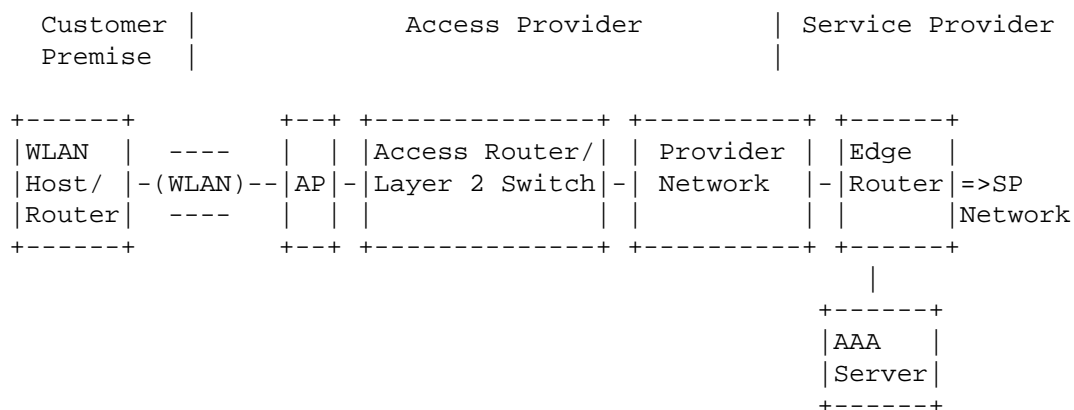 Customer |             Access Provider        | Service Provider
Premise  |                                    |
+------+         +--+ +--------------+ +----------+ +------+
|WLAN  |  ----   |  | |Access Router/| | Provider | |Edge  |
|Host/ |-(WLAN)--|AP|-|Layer 2 Switch|-| Network  |-|Router|=>SP
|Router|  ----   |  | |              | |          | |      |Network
+------+         +--+ +--------------+ +----------+ +------+
|
+------+
|AAA   |
|Server|
+------+